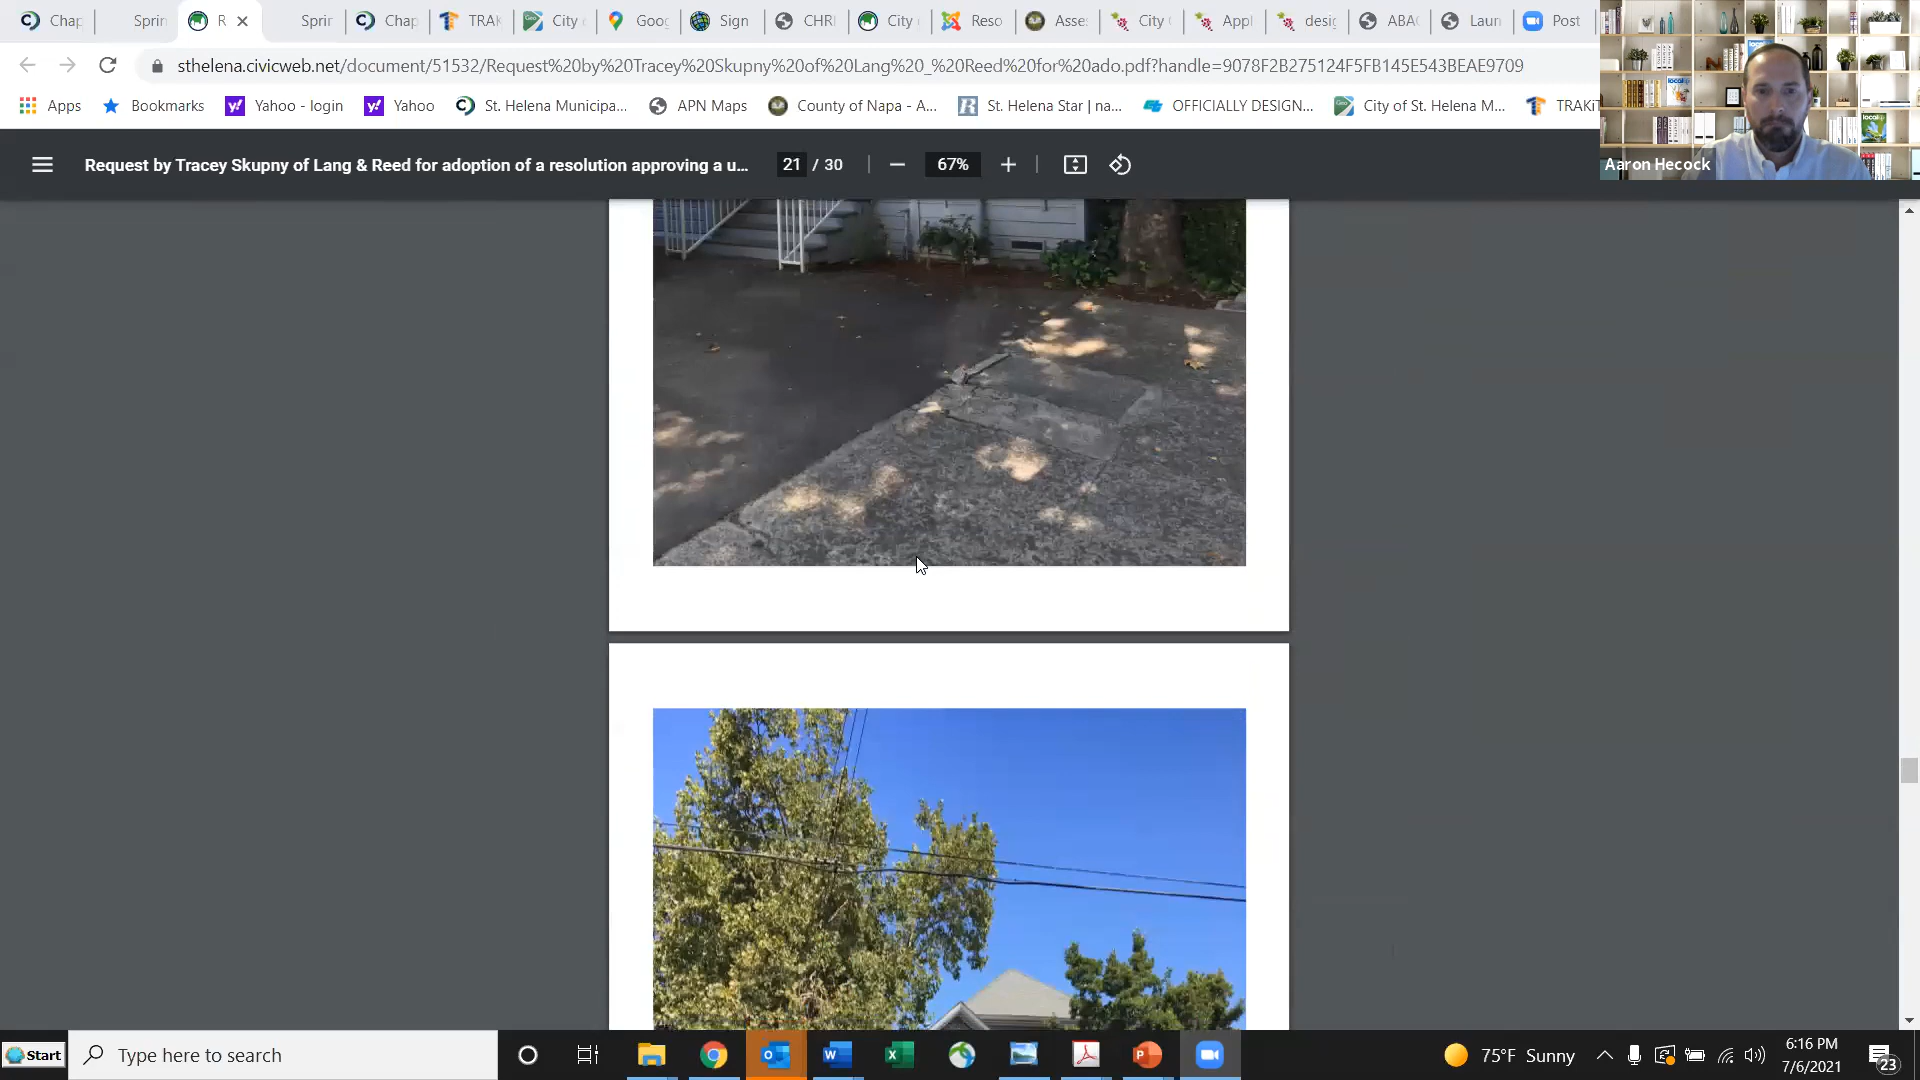 Chap
Sprin
R
Sprir
Chap
TRAK
City
Goog
Sign
CHRI
City
Reso
Asse
City
Appl
desig
ABA
Laun
Post
sthelena.civicweb.net/document/51532/Request%20by%20Tracey%20Skupny%20of%20Lang%20_%20Reed%20for%20ado.pdf?handle=9078F2B275124F5FB145E543BEAE9709
Apps
Bookmarks
Yahoo - login
Yahoo
St. Helena Municipa...
APN Maps
County of Napa - A...
St. Helena Star | na...
OFFICIALLY DESIGN...
City of St. Helena M...
TRAKiT
Request by Tracey Skupny of Lang & Reed for adoption of a resolution approving a u...
21 / 30
67%
Aaron Hecock
Start
Type here to search
75°F Sunny
6:16 PM
7/6/2021
23